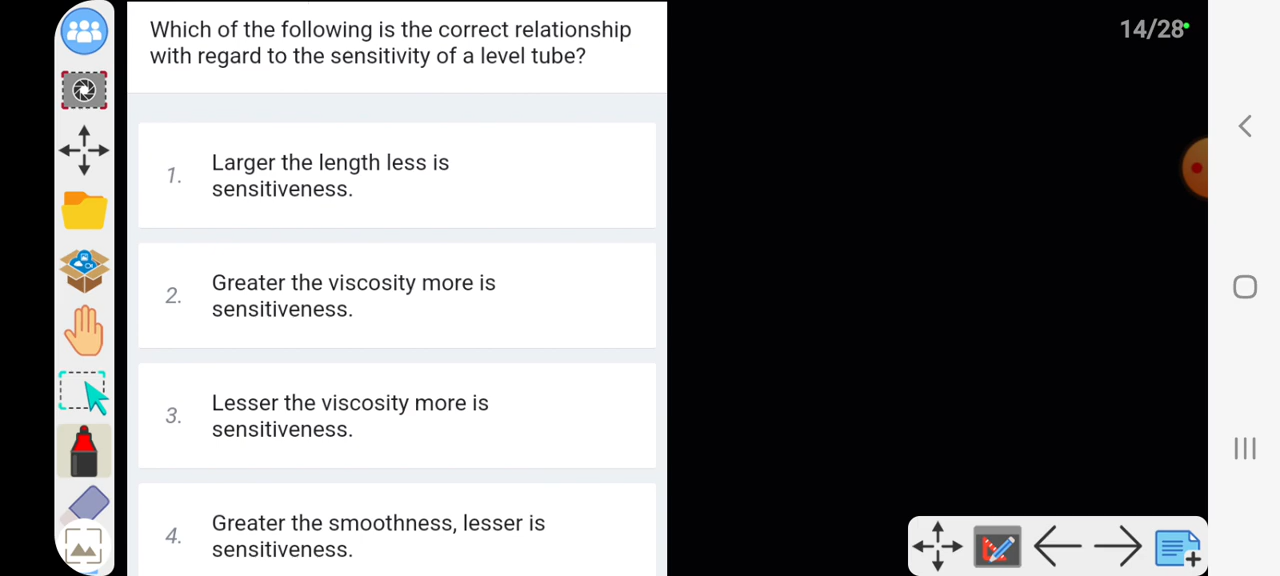 Which of the following is the correct relationship
with regard to the sensitivity of a level tube?
14/28
1. Larger the length less is
sensitiveness.
2. Greater the viscosity more is
sensitiveness.
3. Lesser the viscosity more is
sensitiveness.
4. Greater the smoothness, lesser is
sensitiveness.